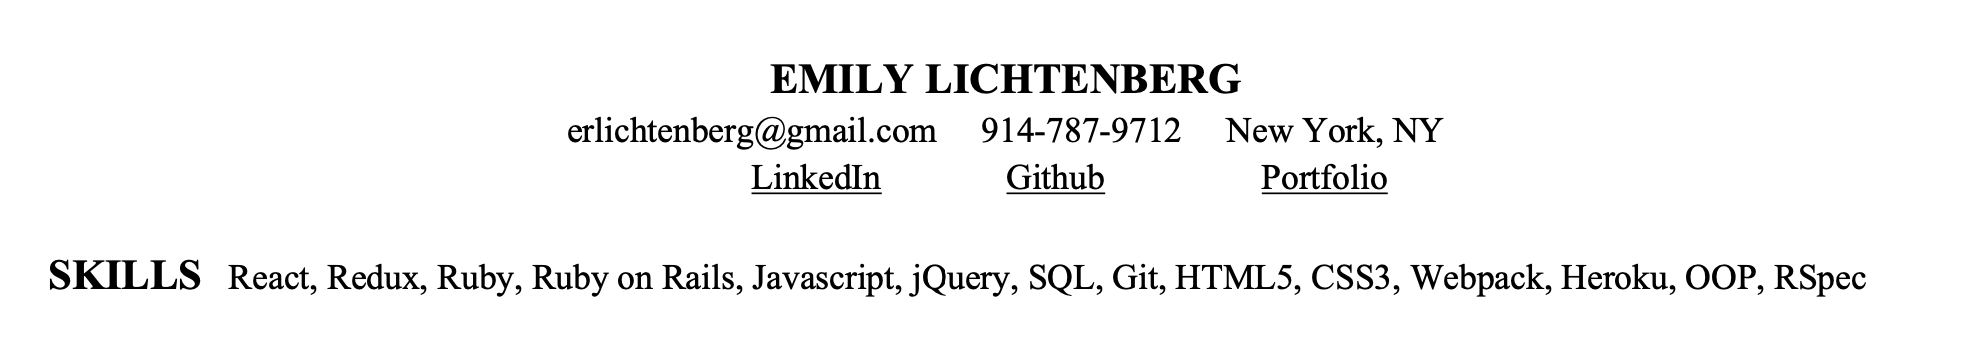 EMILY LICHTENBERG
erlichtenberg@gmail.com 914-787-9712 New York, NY
LinkedIn Github Portfolio
SKILLS React, Redux, Ruby, Ruby on Rails, Javascript, jQuery, SQL, Git, HTML5, CSS3, Webpack, Heroku, OOP, RSpec